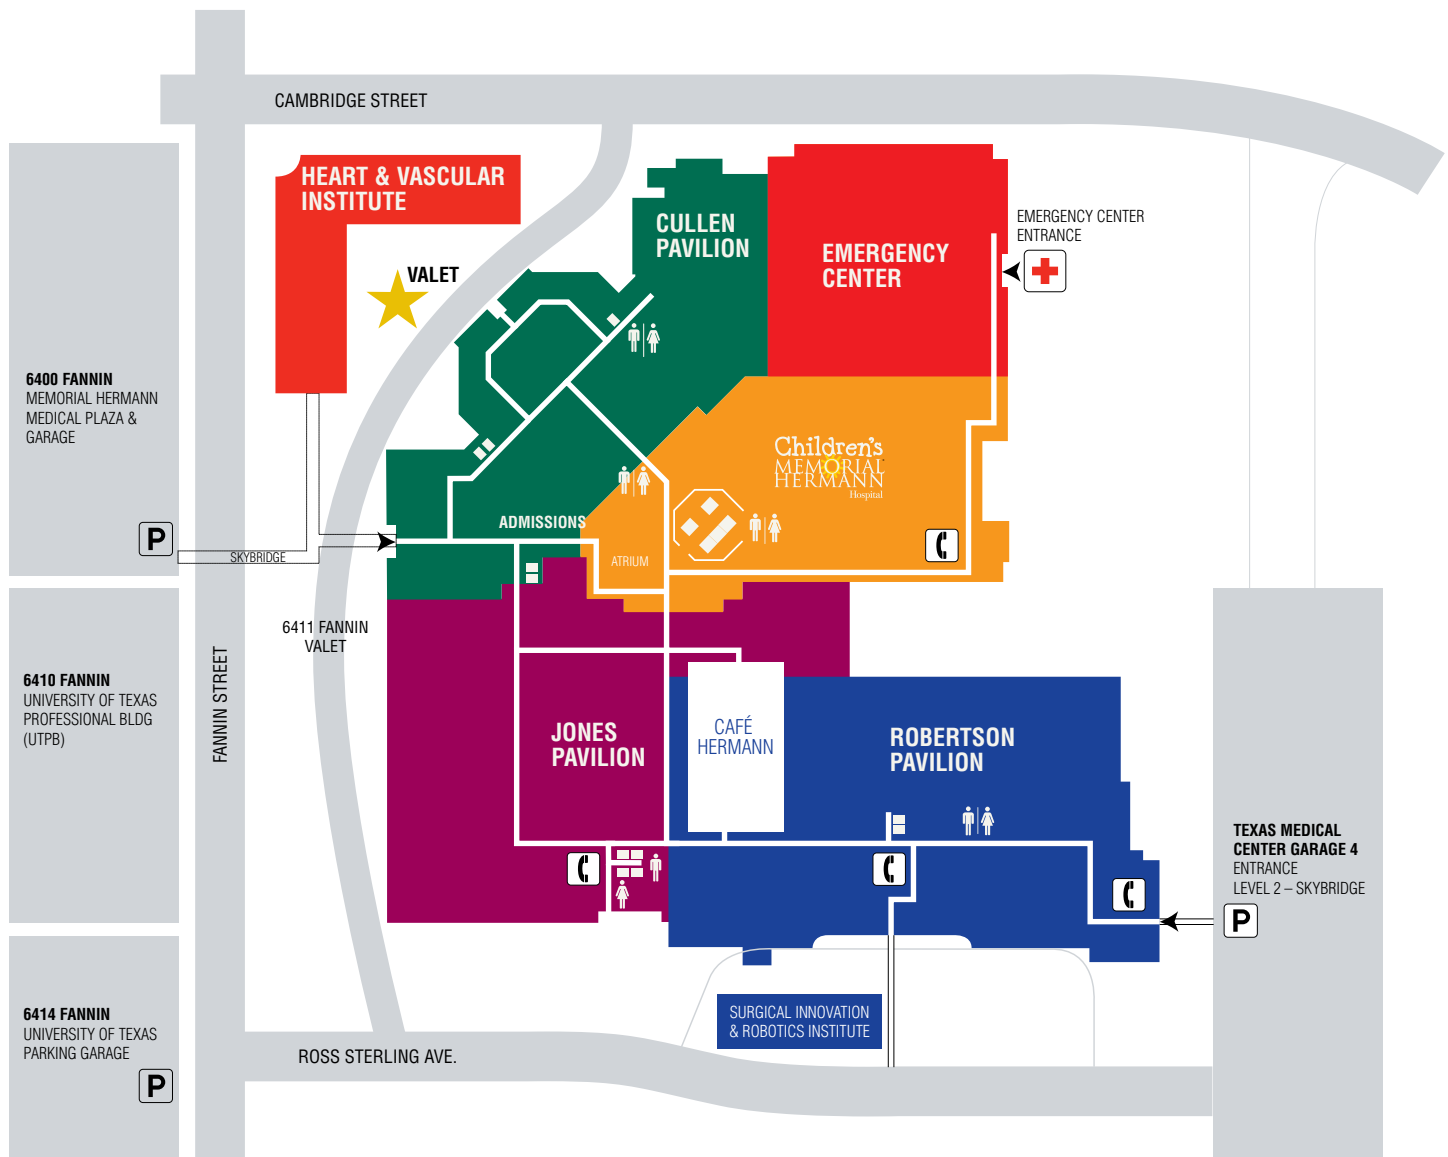 CAMBRIDGE STREET
HEART & VASCULAR
INSTITUTE
VALET
CULLEN
PAVILION
EMERGENCY
CENTER
EMERGENCY CENTER
ENTRANCE
6400 FANNIN
MEMORIAL HERMANN
MEDICAL PLAZA &
GARAGE
P
SKYBRIDGE
Children's
MEMORIAL
HERMANN
Hospital
ADMISSIONS
ATRIUM
6411 FANNIN
VALET
6410 FANNIN
UNIVERSITY OF TEXAS
PROFESSIONAL BLDG
(UTPB)
FANNIN STREET
JONES
PAVILION
CAFÉ
HERMANN
ROBERTSON
PAVILION
TEXAS MEDICAL
CENTER GARAGE 4
ENTRANCE
LEVEL 2 – SKYBRIDGE
P
6414 FANNIN
UNIVERSITY OF TEXAS
PARKING GARAGE
P
SURGICAL INNOVATION
& ROBOTICS INSTITUTE
ROSS STERLING AVE.